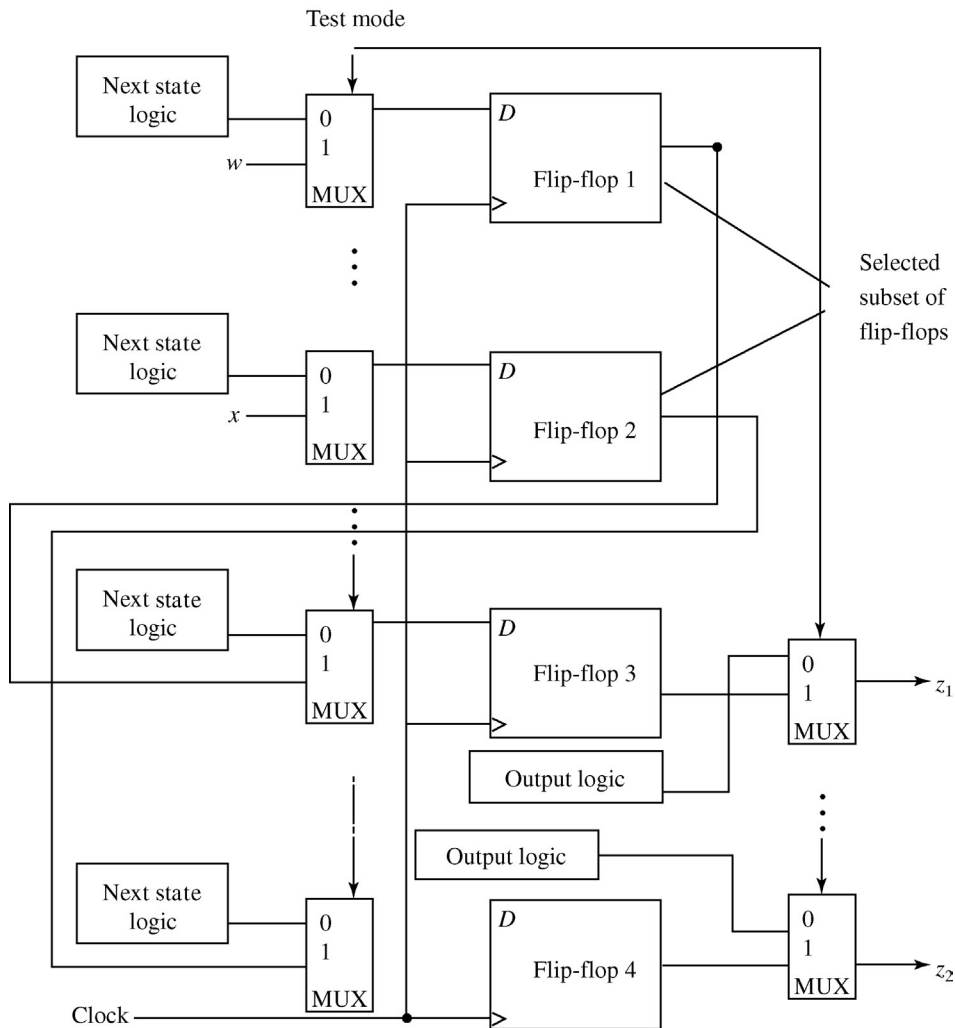 Test mode
Next state
logic
0
1
MUX
w
D
Flip-flop 1
Selected
subset of
flip-flops
Next state
logic
0
1
MUX
x
D
Flip-flop 2
Next state
logic
0
1
MUX
D
Flip-flop 3
0
1
MUX
z1
Output logic
Output logic
Next state
logic
0
1
MUX
D
Flip-flop 4
0
1
MUX
z2
Clock